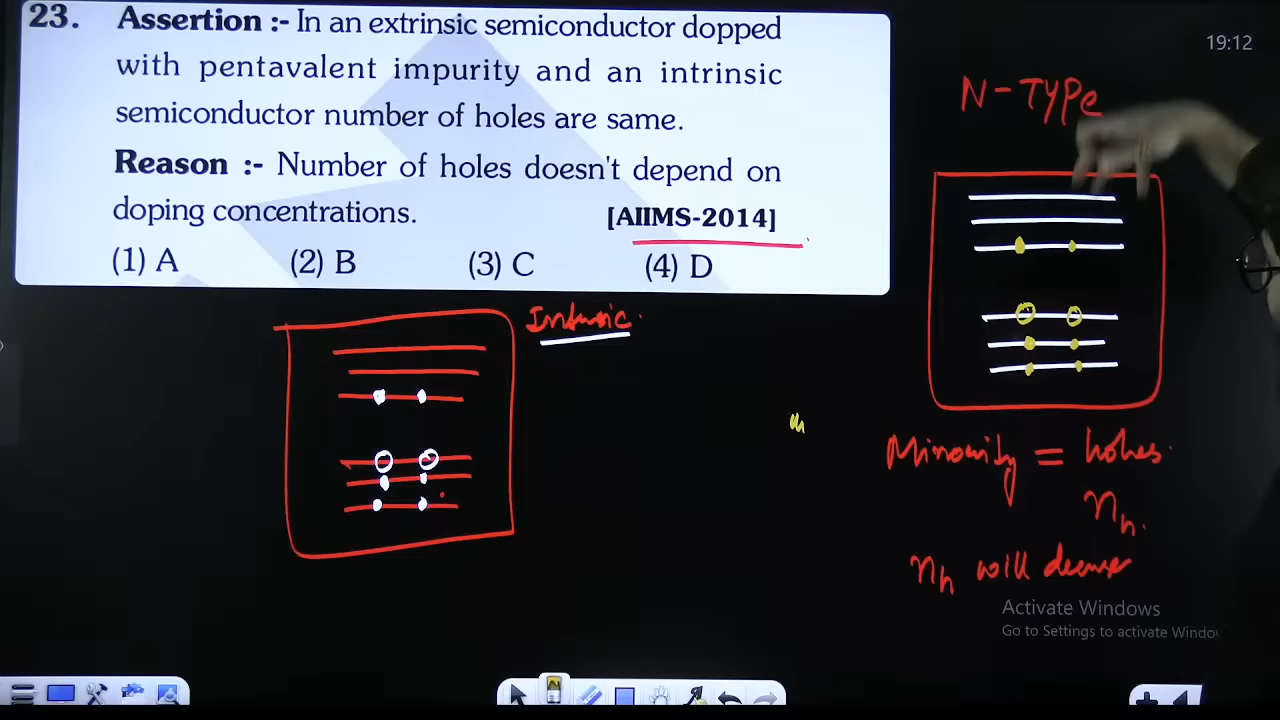 23. Assertion :- In an extrinsic semiconductor dopped
with pentavalent impurity and an intrinsic
semiconductor number of holes are same.
Reason :- Number of holes doesn't depend on
doping concentrations. [AIIMS-2014]
(1) A (2) B (3) C (4) D
19:12
N-TYPe
Intrinsic
Minority = holes
nh.
nh will decrease
Activate Windows
Go to Settings to activate Windo